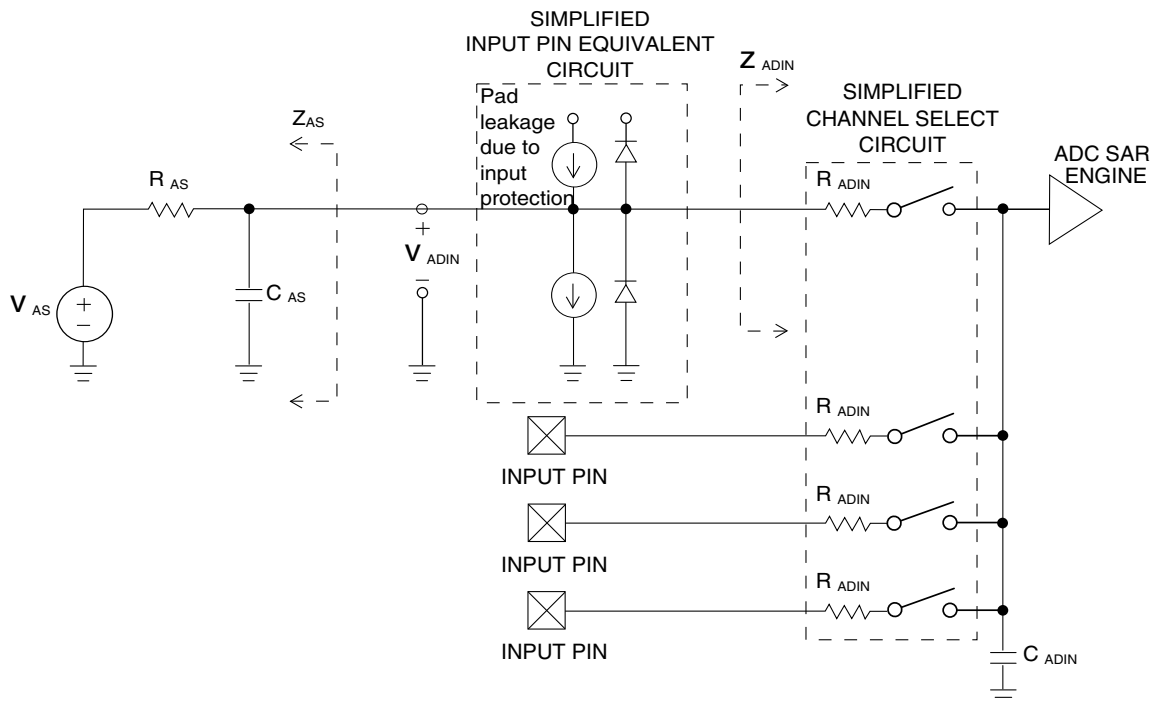 SIMPLIFIED
INPUT PIN EQUIVALENT
CIRCUIT
Pad
leakage
due to
input
protection
Z ADIN
SIMPLIFIED
CHANNEL SELECT
CIRCUIT
ADC SAR
ENGINE
ZAS
R AS
R ADIN
+
V ADIN
–
C AS
V AS
+
–
R ADIN
INPUT PIN
R ADIN
INPUT PIN
R ADIN
INPUT PIN
C ADIN